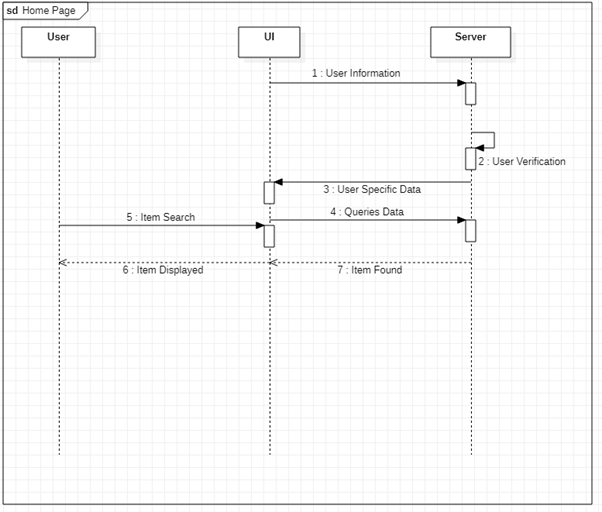 sd Home Page
User
UI
Server
1 : User Information
2 : User Verification
3 : User Specific Data
4 : Queries Data
5 : Item Search
6 : Item Displayed
7 : Item Found